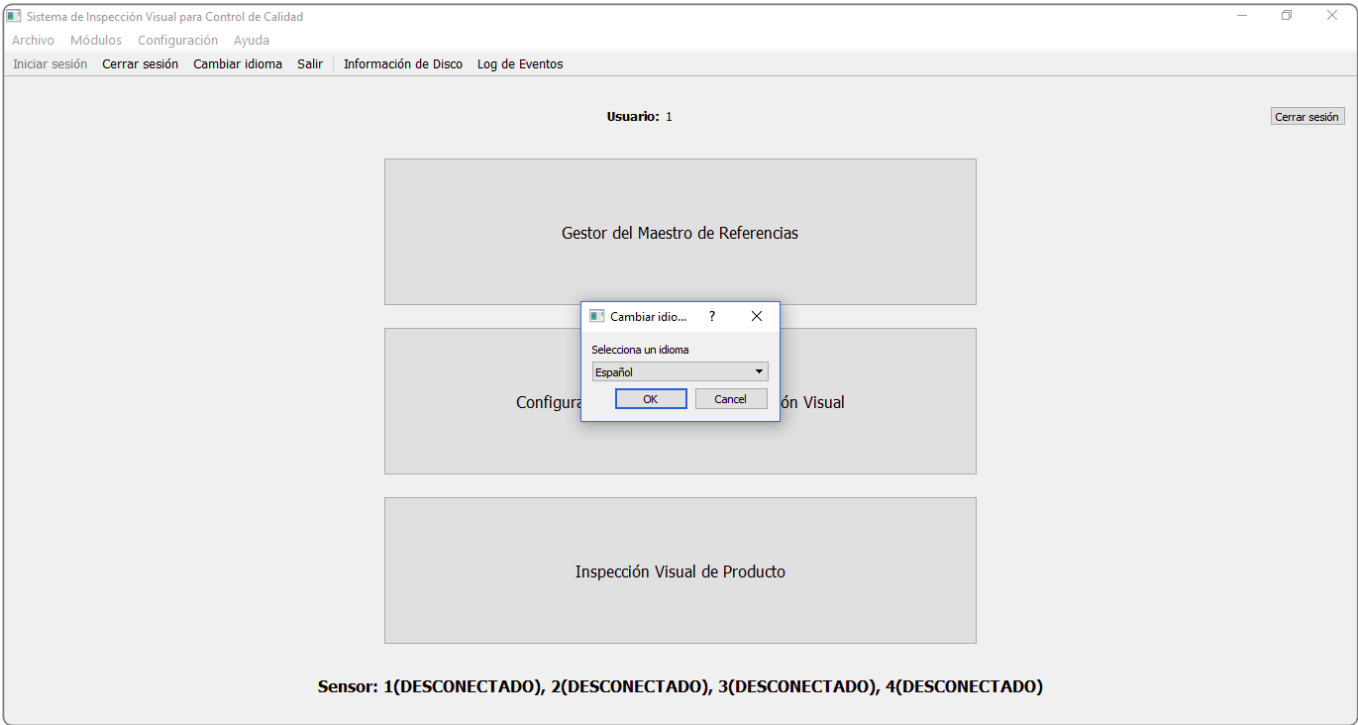 Sistema de Inspección Visual para Control de Calidad
Archivo Módulos Configuración Ayuda
Iniciar sesión Cerrar sesión Cambiar idioma Salir Información de Disco Log de Eventos
Usuario: 1
Cerrar sesión
Gestor del Maestro de Referencias
Cambiar idio... ?
Selecciona un idioma
Español
OK Cancel
Configura ón Visual
Inspección Visual de Producto
Sensor: 1(DESCONECTADO), 2(DESCONECTADO), 3(DESCONECTADO), 4(DESCONECTADO)